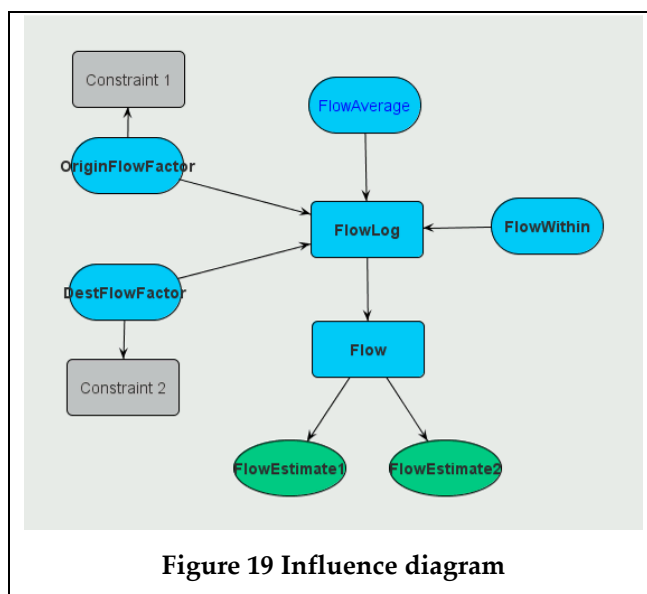 Constraint 1
FlowAverage
OriginFlowFactor
FlowLog
FlowWithin
DestFlowFactor
Flow
Constraint 2
FlowEstimate1
FlowEstimate2
Figure 19 Influence diagram